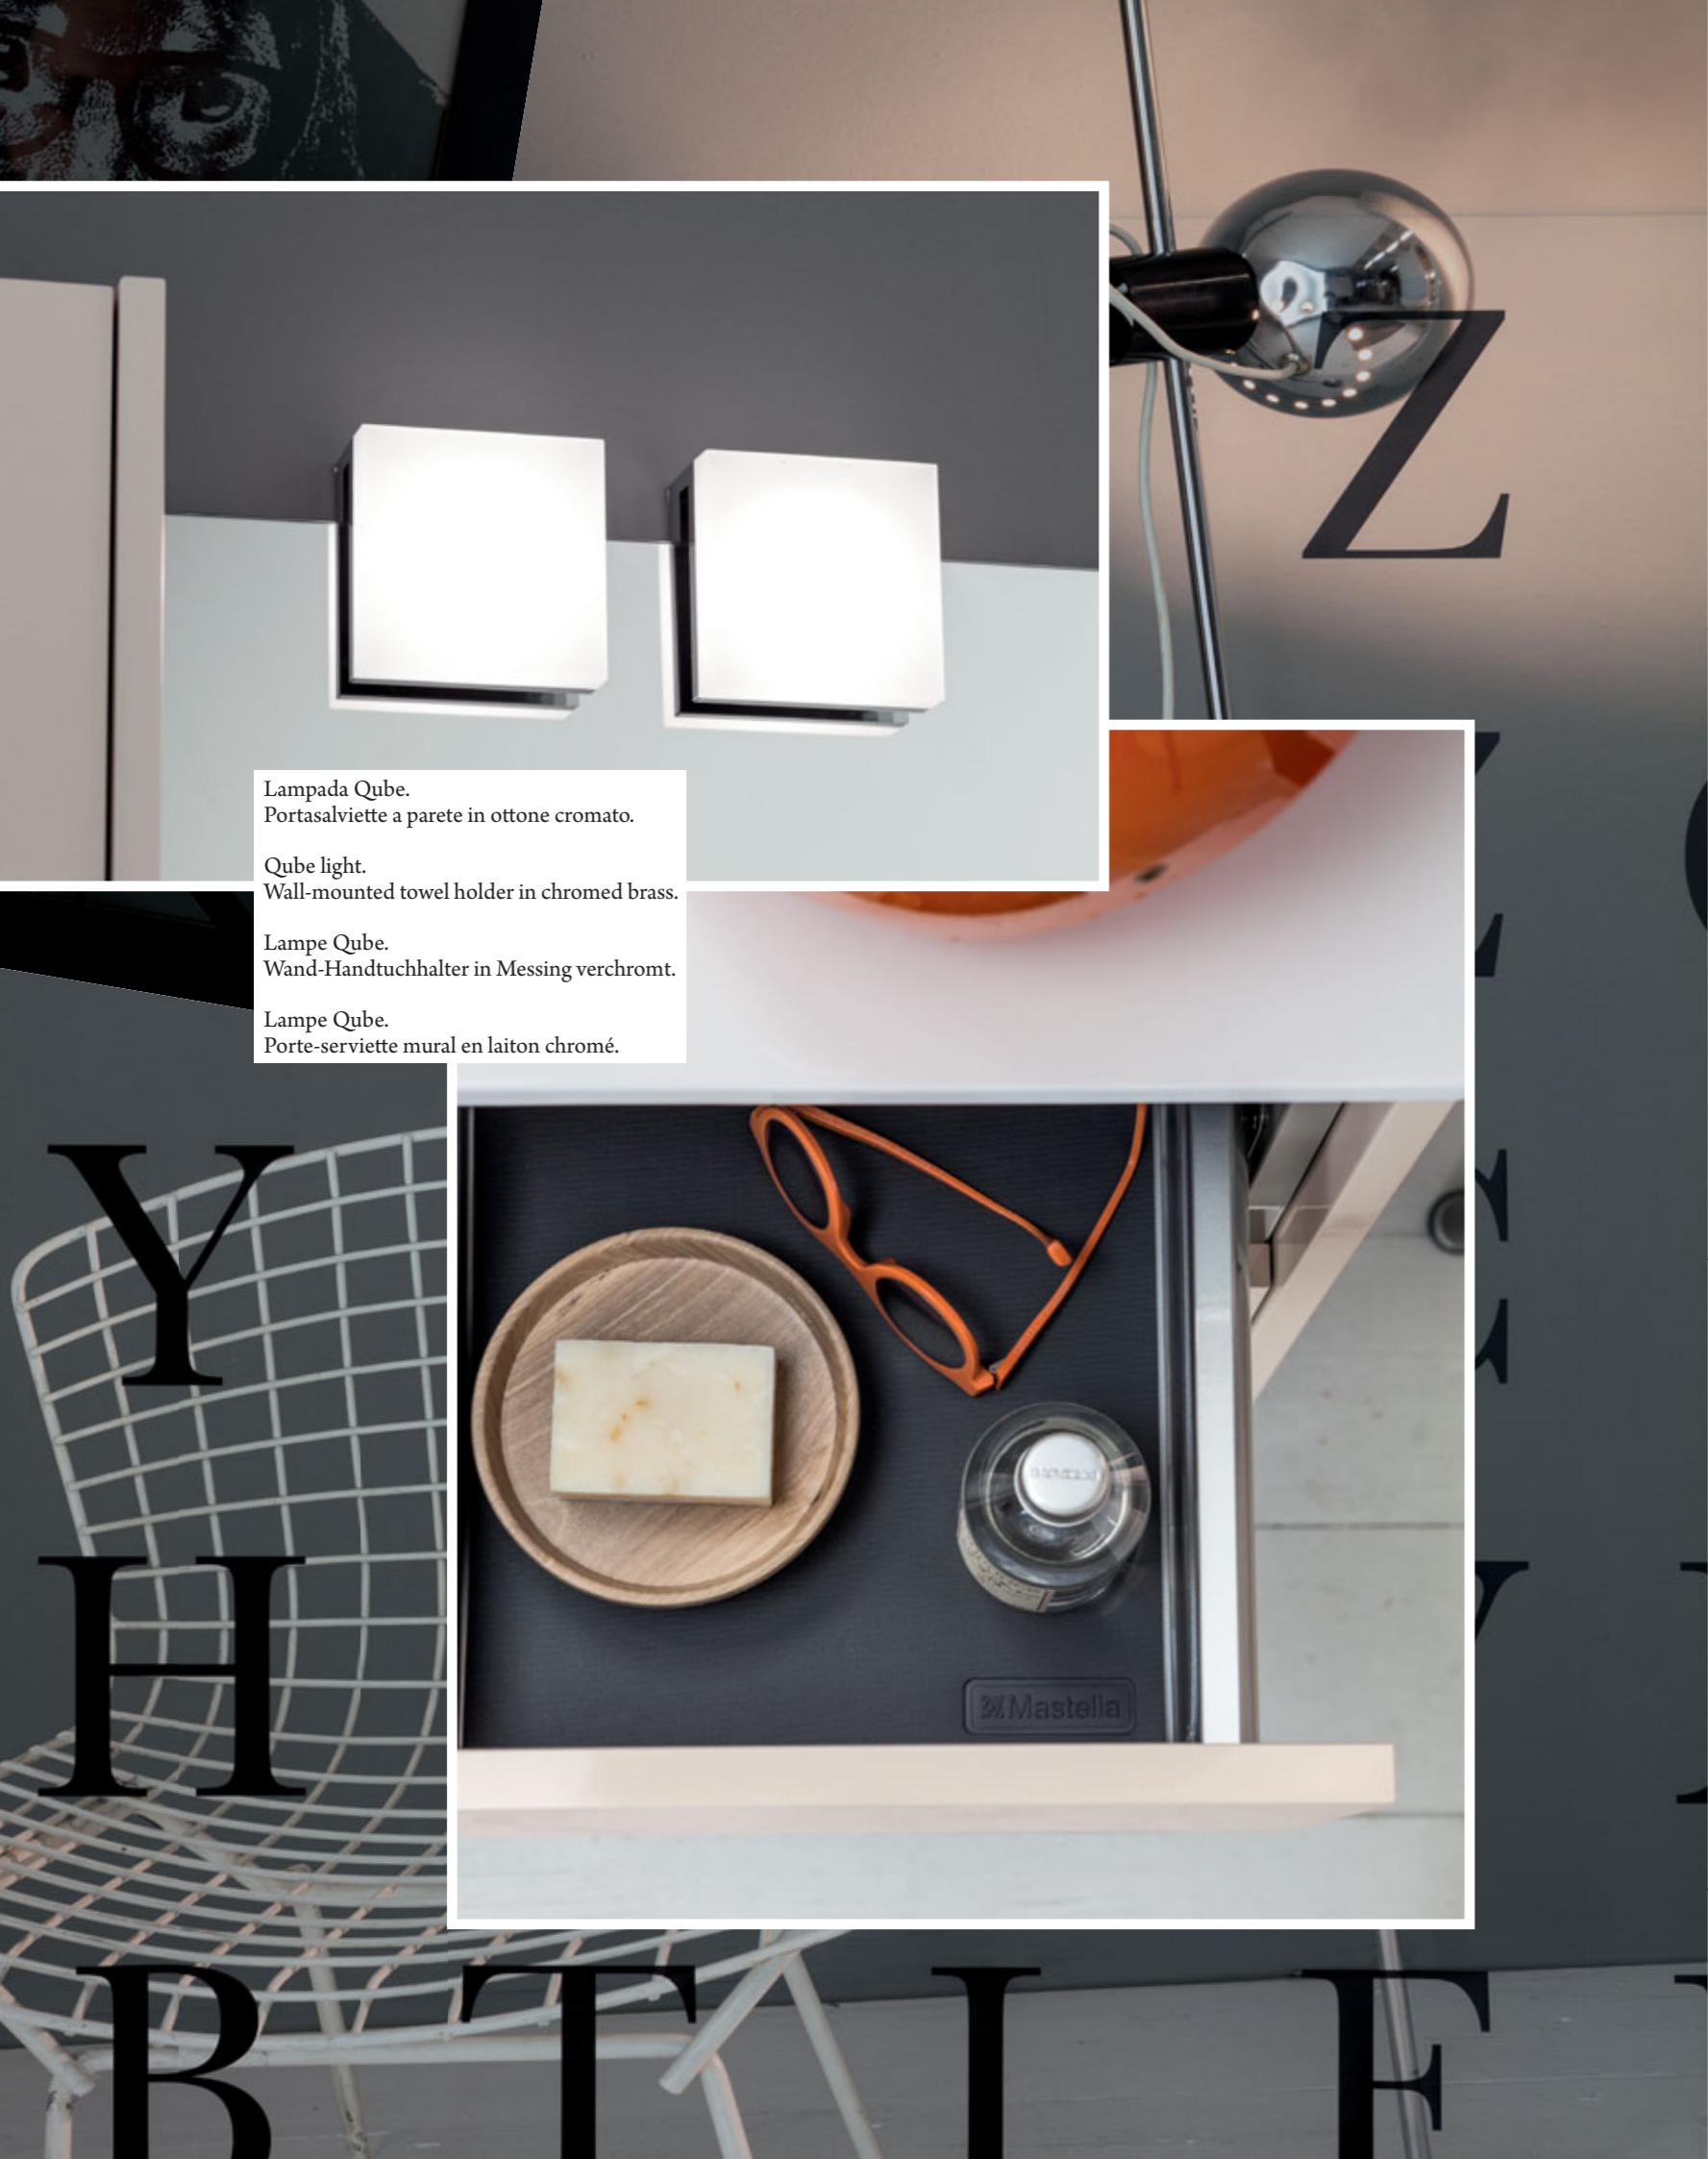 Z
Lampada Qube.
Portasalviette a parete in ottone cromato.
Qube light.
Wall-mounted towel holder in chromed brass.
Lampe Qube.
Wand-Handtuchhalter in Messing verchromt.
Lampe Qube.
Porte-serviette mural en laiton chromé.
Y
H
Mastella
B T I F